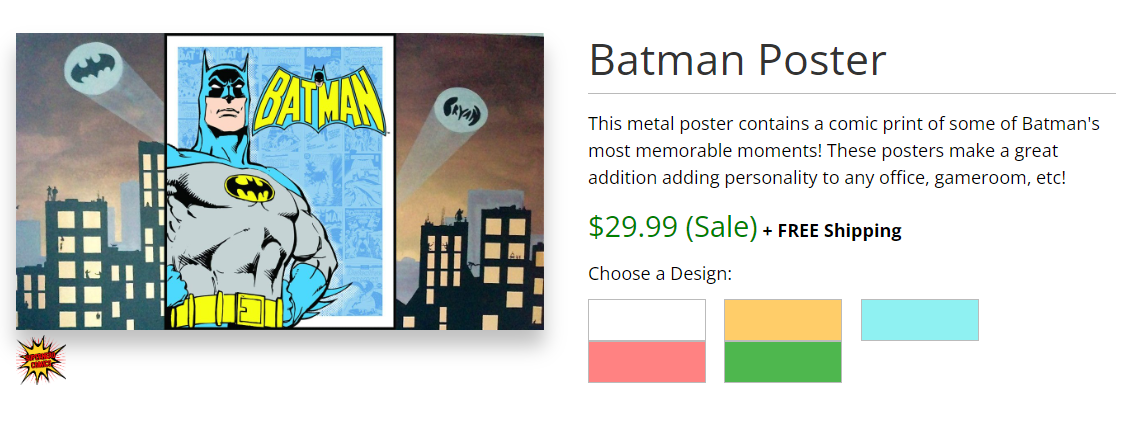 BATMAN
BRYAN
Batman Poster
This metal poster contains a comic print of some of Batman's
most memorable moments! These posters make a great
addition adding personality to any office, gameroom, etc!
$29.99 (Sale) + FREE Shipping
Choose a Design: